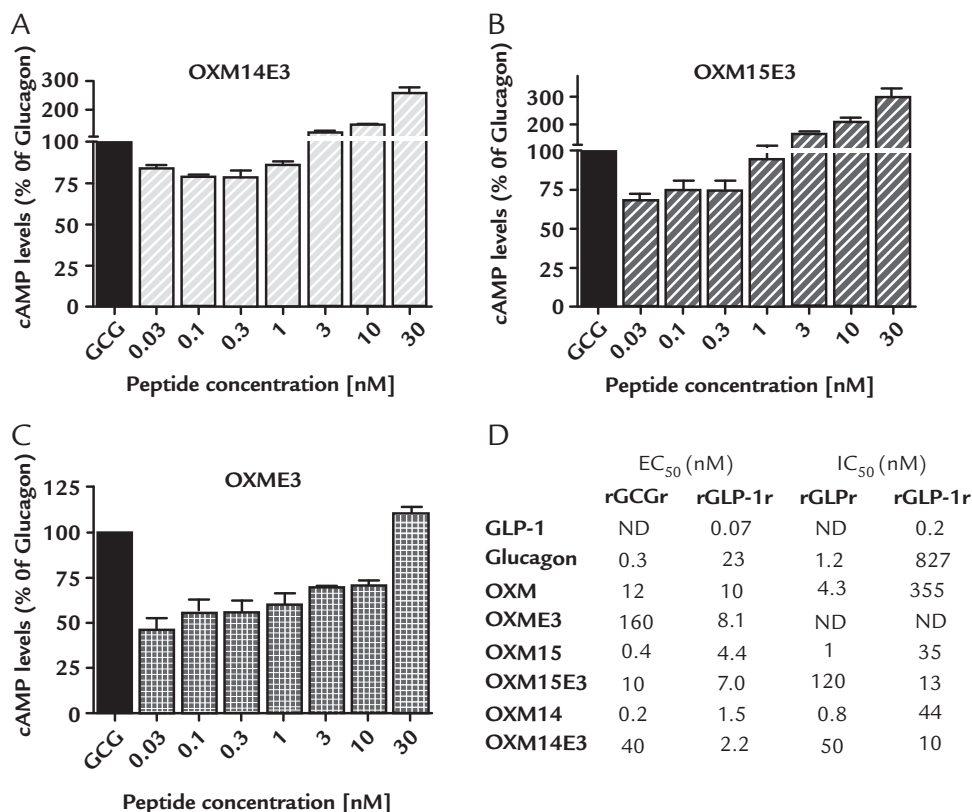 A
OXM14E3
cAMP levels (% 0f Glucagon)
300
200
100
75
50
25
0
GCG 0.03 0.1 0.3 1 3 10 30
Peptide concentration [nM]
B
OXM15E3
cAMP levels (% 0f Glucagon)
300
200
100
75
50
25
0
GCG 0.03 0.1 0.3 1 3 10 30
Peptide concentration [nM]
C
OXME3
cAMP levels (% 0f Glucagon)
125
100
75
50
25
0
GCG 0.03 0.1 0.3 1 3 10 30
Peptide concentration [nM]
D
EC50 (nM) IC50 (nM)
rGCGr rGLP-1r rGLPr rGLP-1r
GLP-1 ND 0.07 ND 0.2
Glucagon 0.3 23 1.2 827
OXM 12 10 4.3 355
OXME3 160 8.1 ND ND
OXM15 0.4 4.4 1 35
OXM15E3 10 7.0 120 13
OXM14 0.2 1.5 0.8 44
OXM14E3 40 2.2 50 10